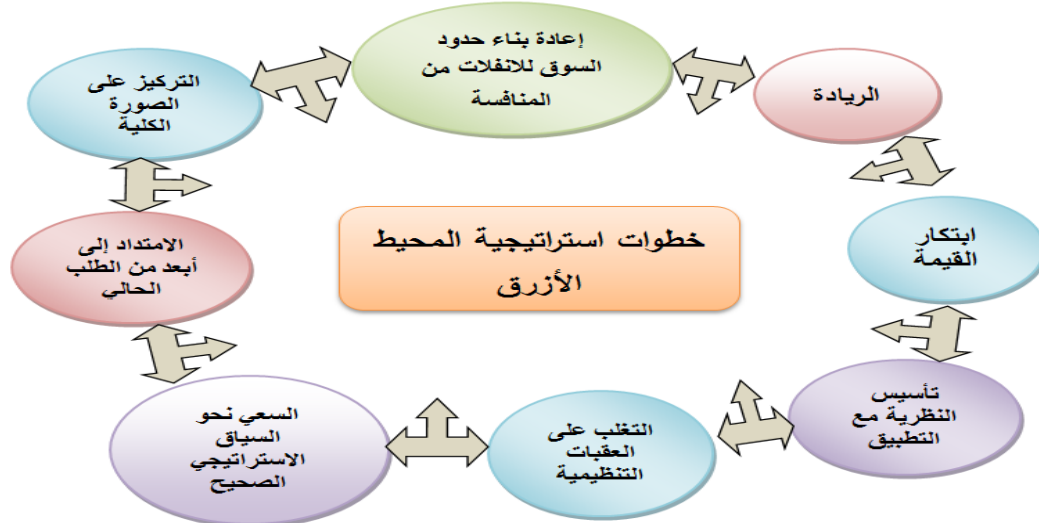 إعادة بناء حدود
السوق للانفلات من
المنافسة
الريادة
ابتكار
القيمة
تأسيس
النظرية مع
التطبيق
التغلب على
العقبات
التنظيمية
السعي نحو
السياق
الاستراتيجي
الصحيح
الامتداد إلى
أبعد من الطلب
الحالي
التركيز على
الصورة
الكلية
خطوات استراتيجية المحيط
الأزرق